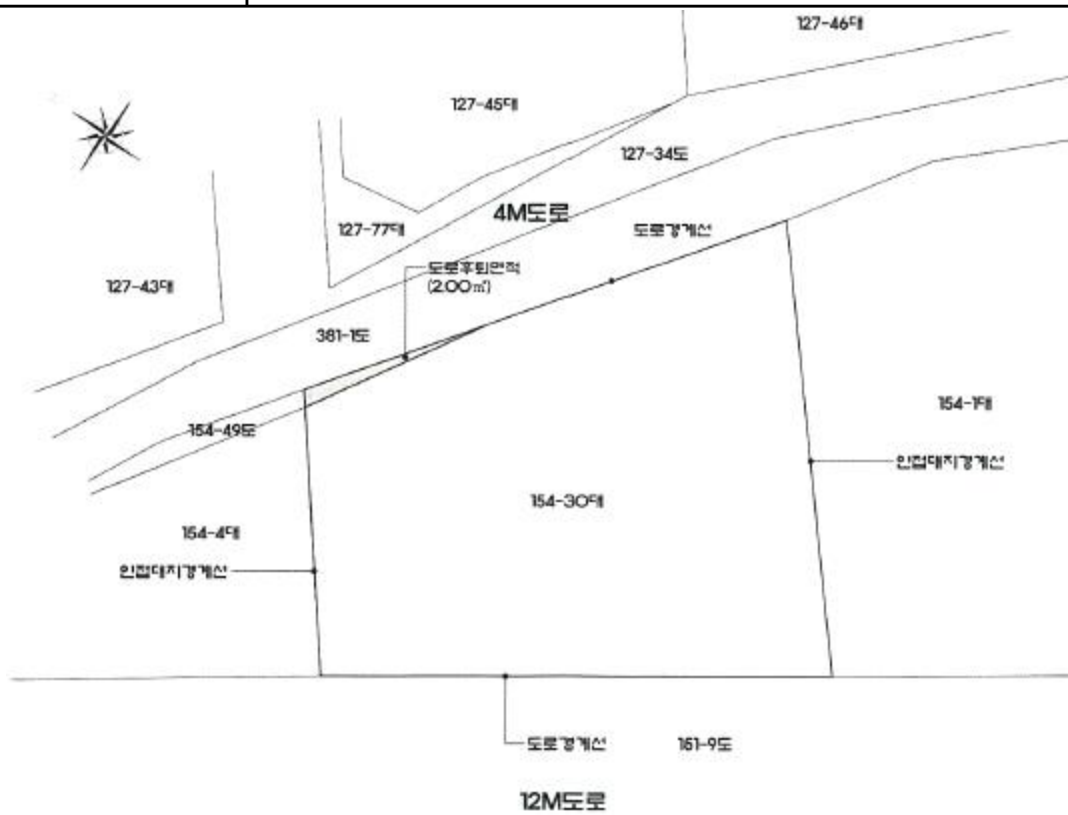 127-46대
127-45대
127-34도
4M도로
127-77대
도로경계선
도로후퇴면적
(2.00㎡)
127-43대
381-1도
154-1대
154-49도
인접대지경계선
154-30대
154-4대
인접대지경계선
도로경계선
151-9도
12M도로